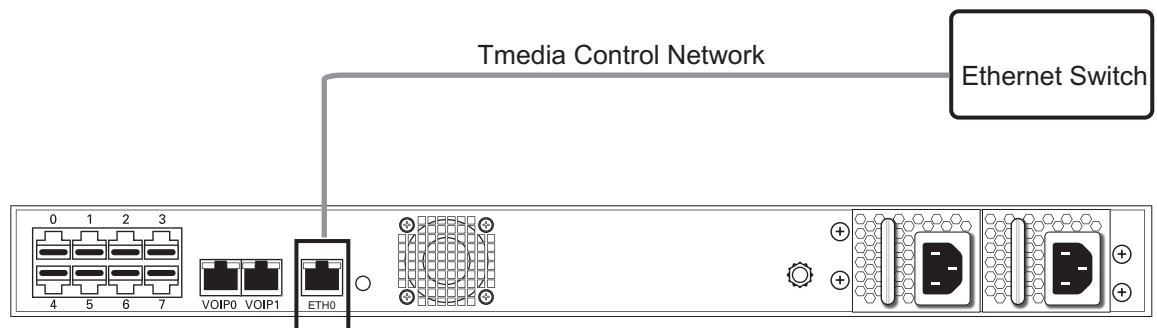 Tmedia Control Network
Ethernet Switch
0 1 2 3
4 5 6 7
VOIP0 VOIP1 ETH0